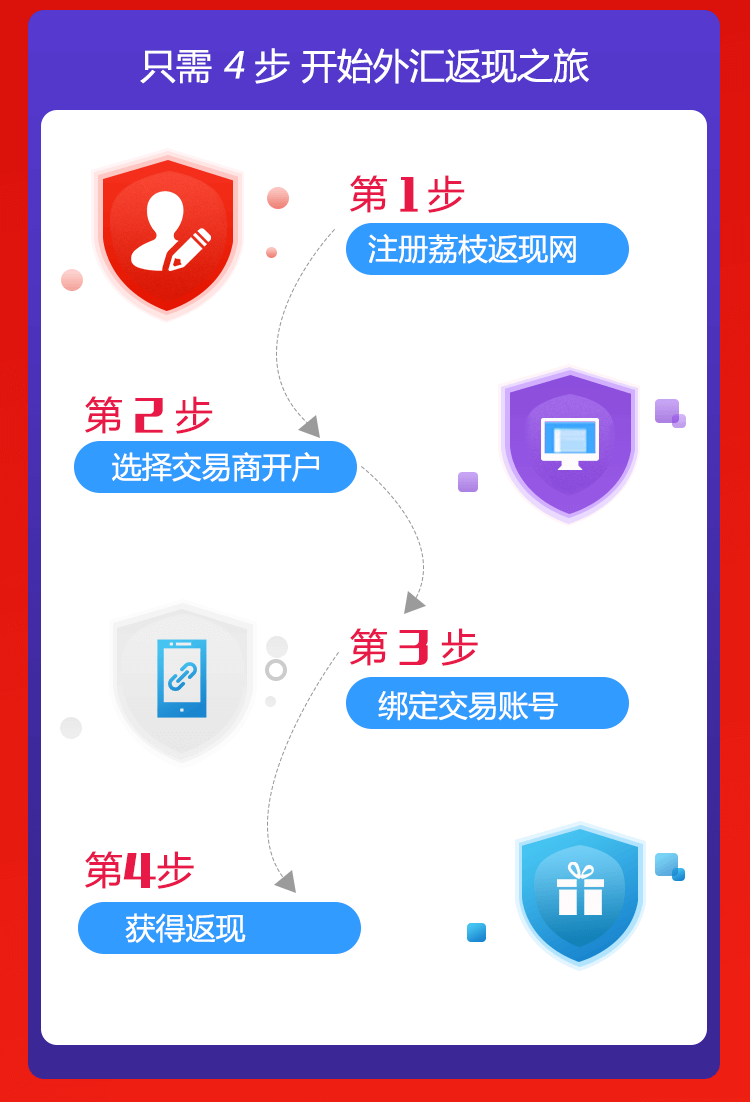 只需 4 步 开始外汇返现之旅
第 1 步
注册荔枝返现网
第 2 步
选择交易商开户
第 3 步
绑定交易账号
第4步
获得返现